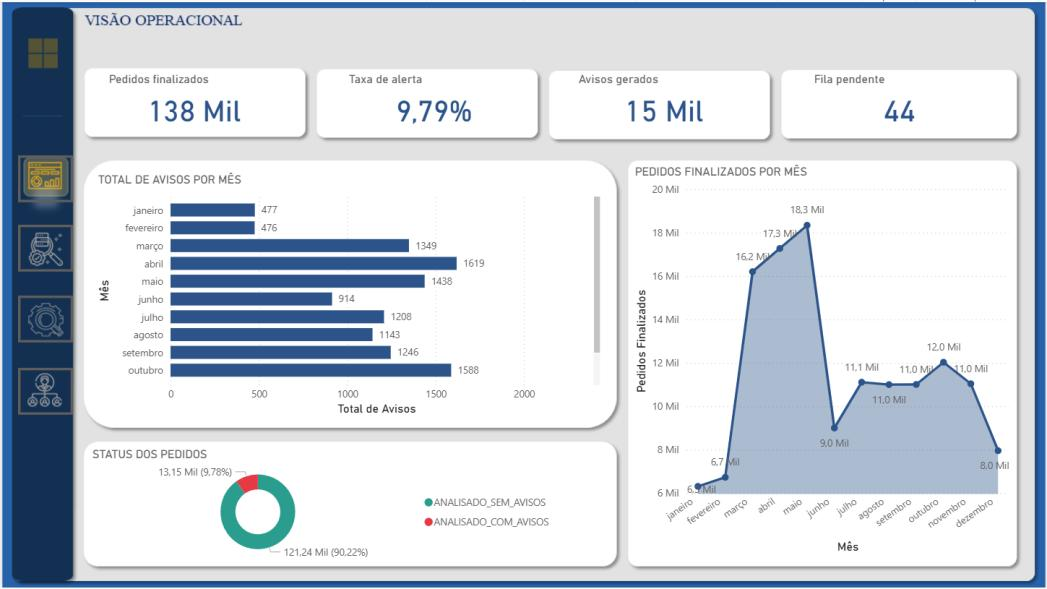 VISÃO OPERACIONAL
Pedidos finalizados
138 Mil
Taxa de alerta
9,79%
Avisos gerados
15 Mil
Fila pendente
44
TOTAL DE AVISOS POR MÊS
Mês
janeiro 477
fevereiro 476
março 1349
abril 1619
maio 1438
junho 914
julho 1208
agosto 1143
setembro 1246
outubro 1588
0 500 1000 1500 2000
Total de Avisos
STATUS DOS PEDIDOS
13,15 Mil (9,78%)
121,24 Mil (90,22%)
ANALISADO_SEM_AVISOS
ANALISADO_COM_AVISOS
PEDIDOS FINALIZADOS POR MÊS
Pedidos Finalizados
20 Mil
18 Mil
16 Mil
14 Mil
12 Mil
10 Mil
8 Mil
6 Mil
6,3 Mil
6,7 Mil
16,2 Mil
17,3 Mil
18,3 Mil
9,0 Mil
11,1 Mil
11,0 Mil
11,0 Mil
12,0 Mil
11,0 Mil
8,0 Mil
janeiro
fevereiro
março
abril
maio
junho
julho
agosto
setembro
outubro
novembro
dezembro
Mês